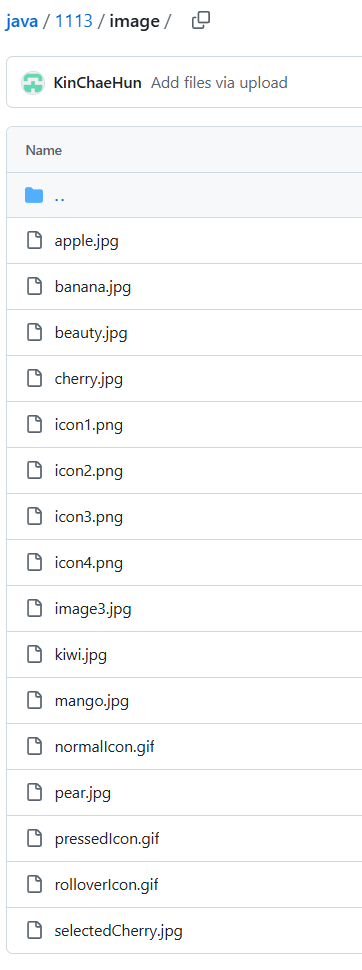 java / 1113 / image /
KinChaeHun Add files via upload
Name
..
apple.jpg
banana.jpg
beauty.jpg
cherry.jpg
icon1.png
icon2.png
icon3.png
icon4.png
image3.jpg
kiwi.jpg
mango.jpg
normalIcon.gif
pear.jpg
pressedIcon.gif
rolloverIcon.gif
selectedCherry.jpg